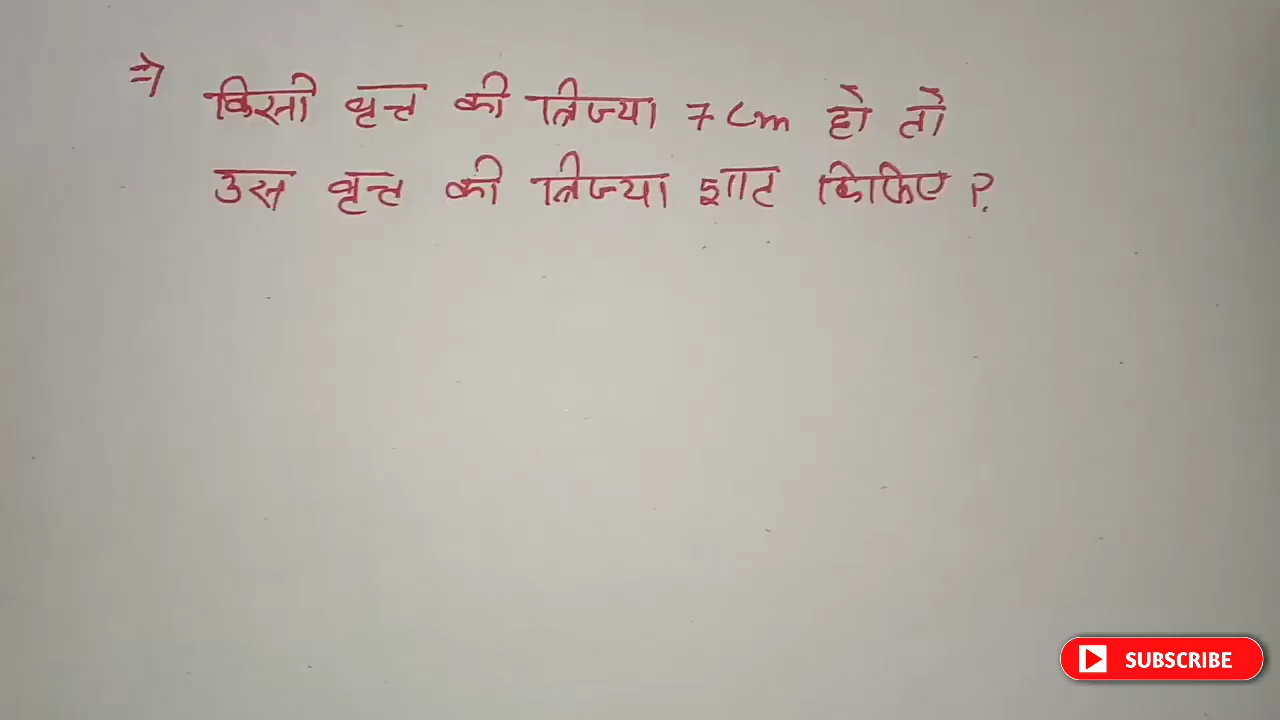 ⇒ किसी वृत्त की त्रिज्या 7 cm हो तो
उस वृत्त की त्रिज्या ज्ञात किजिए ?
SUBSCRIBE